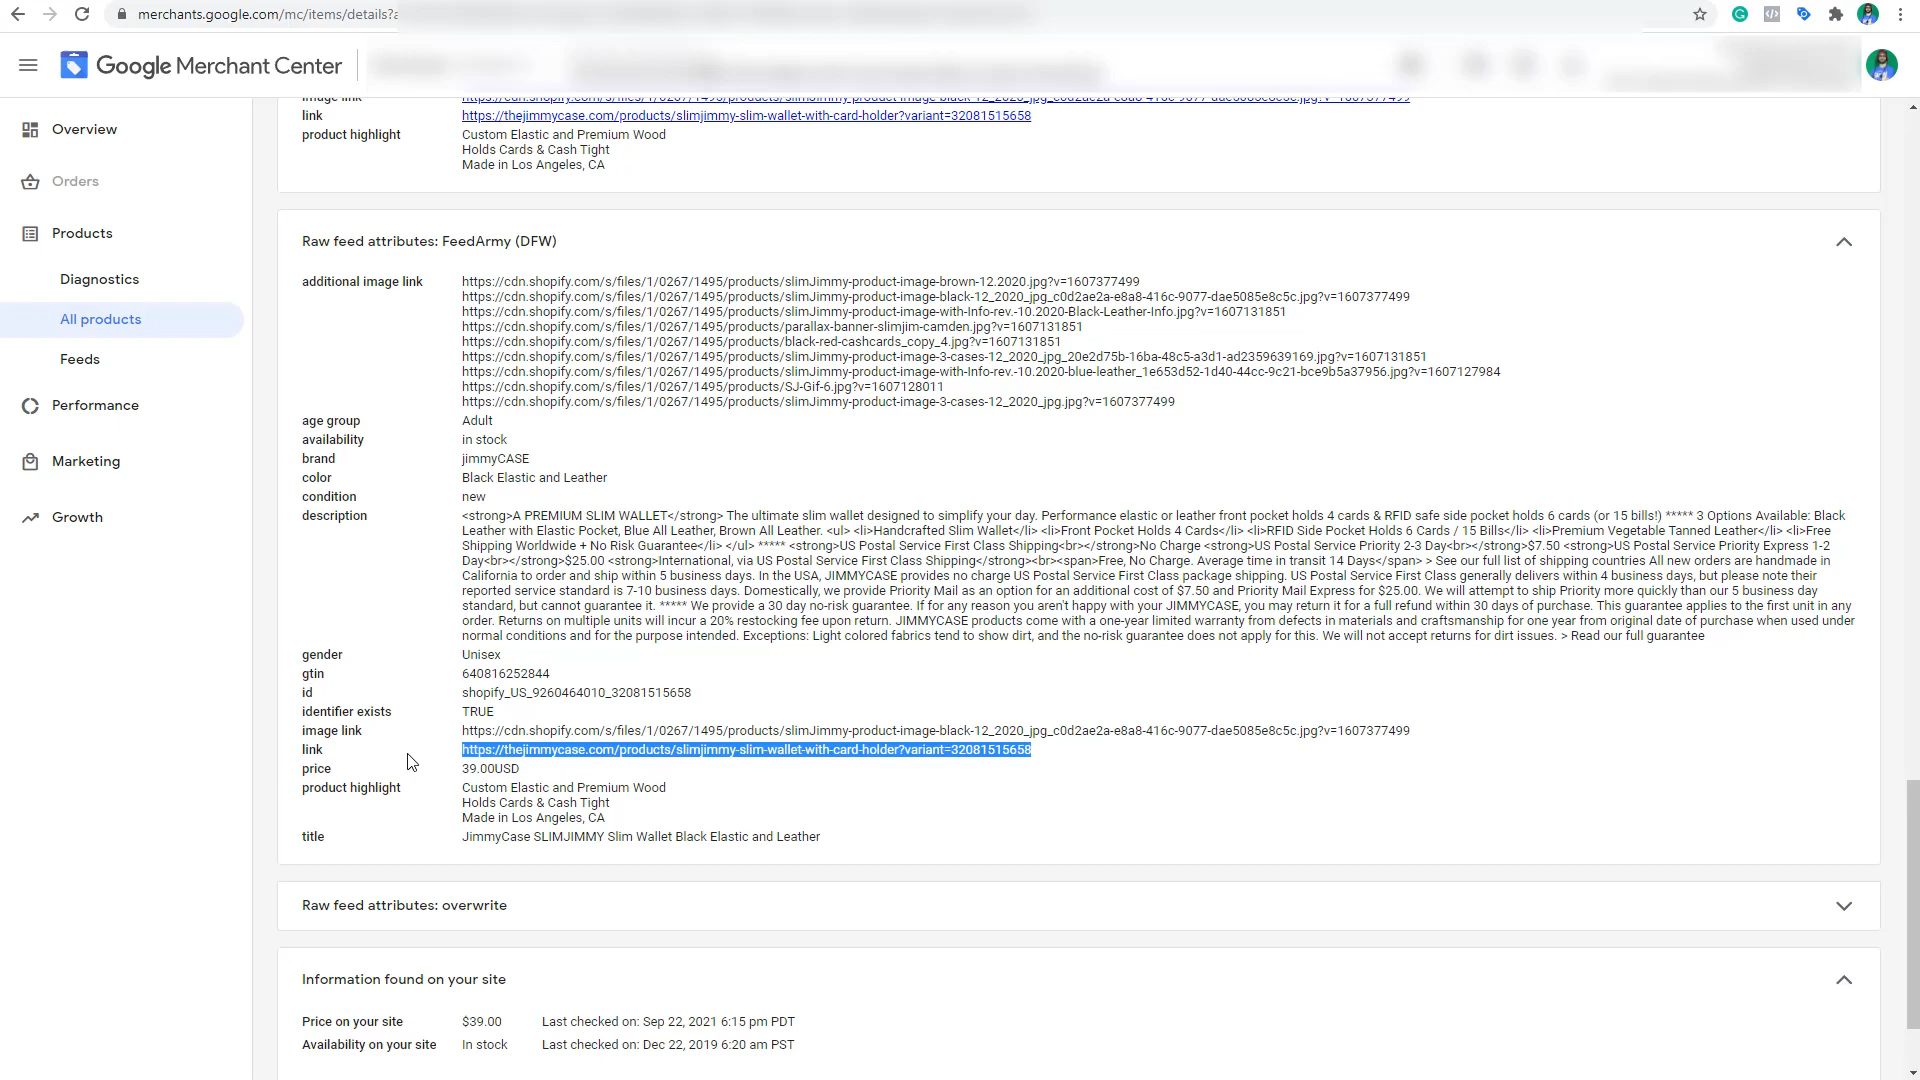 merchants.google.com/mc/items/details?a
Google Merchant Center
Overview
Orders
Products
Diagnostics
All products
Feeds
Performance
Marketing
Growth
image link https://cdn.shopify.com/s/files/1/0267/1495/products/slimJimmy-product-image-black-12_2020_jpg_c0d2ae2a-e8a8-416c-9077-dae5085e8c5c.jpg?v=1607377499
link https://thejimmycase.com/products/slimjimmy-slim-wallet-with-card-holder?variant=32081515658
product highlight Custom Elastic and Premium Wood
Holds Cards & Cash Tight
Made in Los Angeles, CA
Raw feed attributes: FeedArmy (DFW)
additional image link https://cdn.shopify.com/s/files/1/0267/1495/products/slimJimmy-product-image-brown-12.2020.jpg?v=1607377499
https://cdn.shopify.com/s/files/1/0267/1495/products/slimJimmy-product-image-black-12_2020_jpg_c0d2ae2a-e8a8-416c-9077-dae5085e8c5c.jpg?v=1607377499
https://cdn.shopify.com/s/files/1/0267/1495/products/slimJimmy-product-image-with-Info-rev.-10.2020-Black-Leather-Info.jpg?v=1607131851
https://cdn.shopify.com/s/files/1/0267/1495/products/parallax-banner-slimjim-camden.jpg?v=1607131851
https://cdn.shopify.com/s/files/1/0267/1495/products/black-red-cashcards_copy_4.jpg?v=1607131851
https://cdn.shopify.com/s/files/1/0267/1495/products/slimJimmy-product-image-3-cases-12_2020_jpg_20e2d75b-16ba-48c5-a3d1-ad2359639169.jpg?v=1607131851
https://cdn.shopify.com/s/files/1/0267/1495/products/slimJimmy-product-image-with-Info-rev.-10.2020-blue-leather_1e653d52-1d40-44cc-9c21-bce9b5a37956.jpg?v=1607127984
https://cdn.shopify.com/s/files/1/0267/1495/products/SJ-Gif-6.jpg?v=1607128011
https://cdn.shopify.com/s/files/1/0267/1495/products/slimJimmy-product-image-3-cases-12_2020_jpg.jpg?v=1607377499
age group Adult
availability in stock
brand jimmyCASE
color Black Elastic and Leather
condition new
description <strong>A PREMIUM SLIM WALLET</strong> The ultimate slim wallet designed to simplify your day. Performance elastic or leather front pocket holds 4 cards & RFID safe side pocket holds 6 cards (or 15 bills!) ***** 3 Options Available: Black
Leather with Elastic Pocket, Blue All Leather, Brown All Leather. <ul> <li>Handcrafted Slim Wallet</li> <li>Front Pocket Holds 4 Cards</li> <li>RFID Side Pocket Holds 6 Cards / 15 Bills</li> <li>Premium Vegetable Tanned Leather</li> <li>Free
Shipping Worldwide + No Risk Guarantee</li> </ul> ***** <strong>US Postal Service First Class Shipping<br></strong>No Charge <strong>US Postal Service Priority 2-3 Day<br></strong>$7.50 <strong>US Postal Service Priority Express 1-2
Day<br></strong>$25.00 <strong>International, via US Postal Service First Class Shipping</strong><br><span>Free, No Charge. Average time in transit 14 Days</span> > See our full list of shipping countries All new orders are handmade in
California to order and ship within 5 business days. In the USA, JIMMYCASE provides no charge US Postal Service First Class package shipping. US Postal Service First Class generally delivers within 4 business days, but please note their
reported service standard is 7-10 business days. Domestically, we provide Priority Mail as an option for an additional cost of $7.50 and Priority Mail Express for $25.00. We will attempt to ship Priority more quickly than our 5 business day
standard, but cannot guarantee it. ***** We provide a 30 day no-risk guarantee. If for any reason you aren't happy with your JIMMYCASE, you may return it for a full refund within 30 days of purchase. This guarantee applies to the first unit in any
order. Returns on multiple units will incur a 20% restocking fee upon return. JIMMYCASE products come with a one-year limited warranty from defects in materials and craftsmanship for one year from original date of purchase when used under
normal conditions and for the purpose intended. Exceptions: Light colored fabrics tend to show dirt, and the no-risk guarantee does not apply for this. We will not accept returns for dirt issues. > Read our full guarantee
gender Unisex
gtin 640816252844
id shopify_US_9260464010_32081515658
identifier exists TRUE
image link https://cdn.shopify.com/s/files/1/0267/1495/products/slimJimmy-product-image-black-12_2020_jpg_c0d2ae2a-e8a8-416c-9077-dae5085e8c5c.jpg?v=1607377499
link https://thejimmycase.com/products/slimjimmy-slim-wallet-with-card-holder?variant=32081515658
price 39.00USD
product highlight Custom Elastic and Premium Wood
Holds Cards & Cash Tight
Made in Los Angeles, CA
title JimmyCase SLIMJIMMY Slim Wallet Black Elastic and Leather
Raw feed attributes: overwrite
Information found on your site
Price on your site $39.00 Last checked on: Sep 22, 2021 6:15 pm PDT
Availability on your site In stock Last checked on: Dec 22, 2019 6:20 am PST